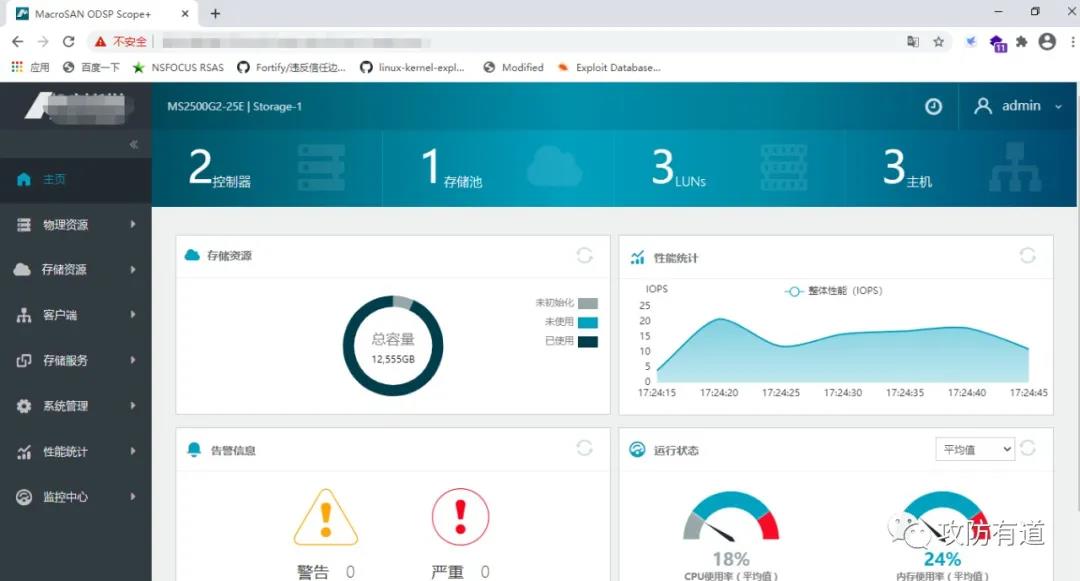 MacroSAN ODSP Scope+
不安全
应用 百度一下 NSFOCUS RSAS Fortify/违反信任边... linux-kernel-expl... Modified Exploit Database...
MS2500G2-25E | Storage-1
admin
2控制器
1存储池
3LUNs
3主机
主页
物理资源
存储资源
客户端
存储服务
系统管理
性能统计
监控中心
存储资源
总容量
12,555GB
未初始化
未使用
已使用
性能统计
IOPS
整体性能（IOPS）
25
20
15
10
5
0
17:24:15 17:24:20 17:24:25 17:24:30 17:24:35 17:24:40 17:24:45
告警信息
警告 0
严重 0
运行状态
平均值
18%
CPU使用率（平均值）
24%
内存使用率（平均值）
攻防有道
11